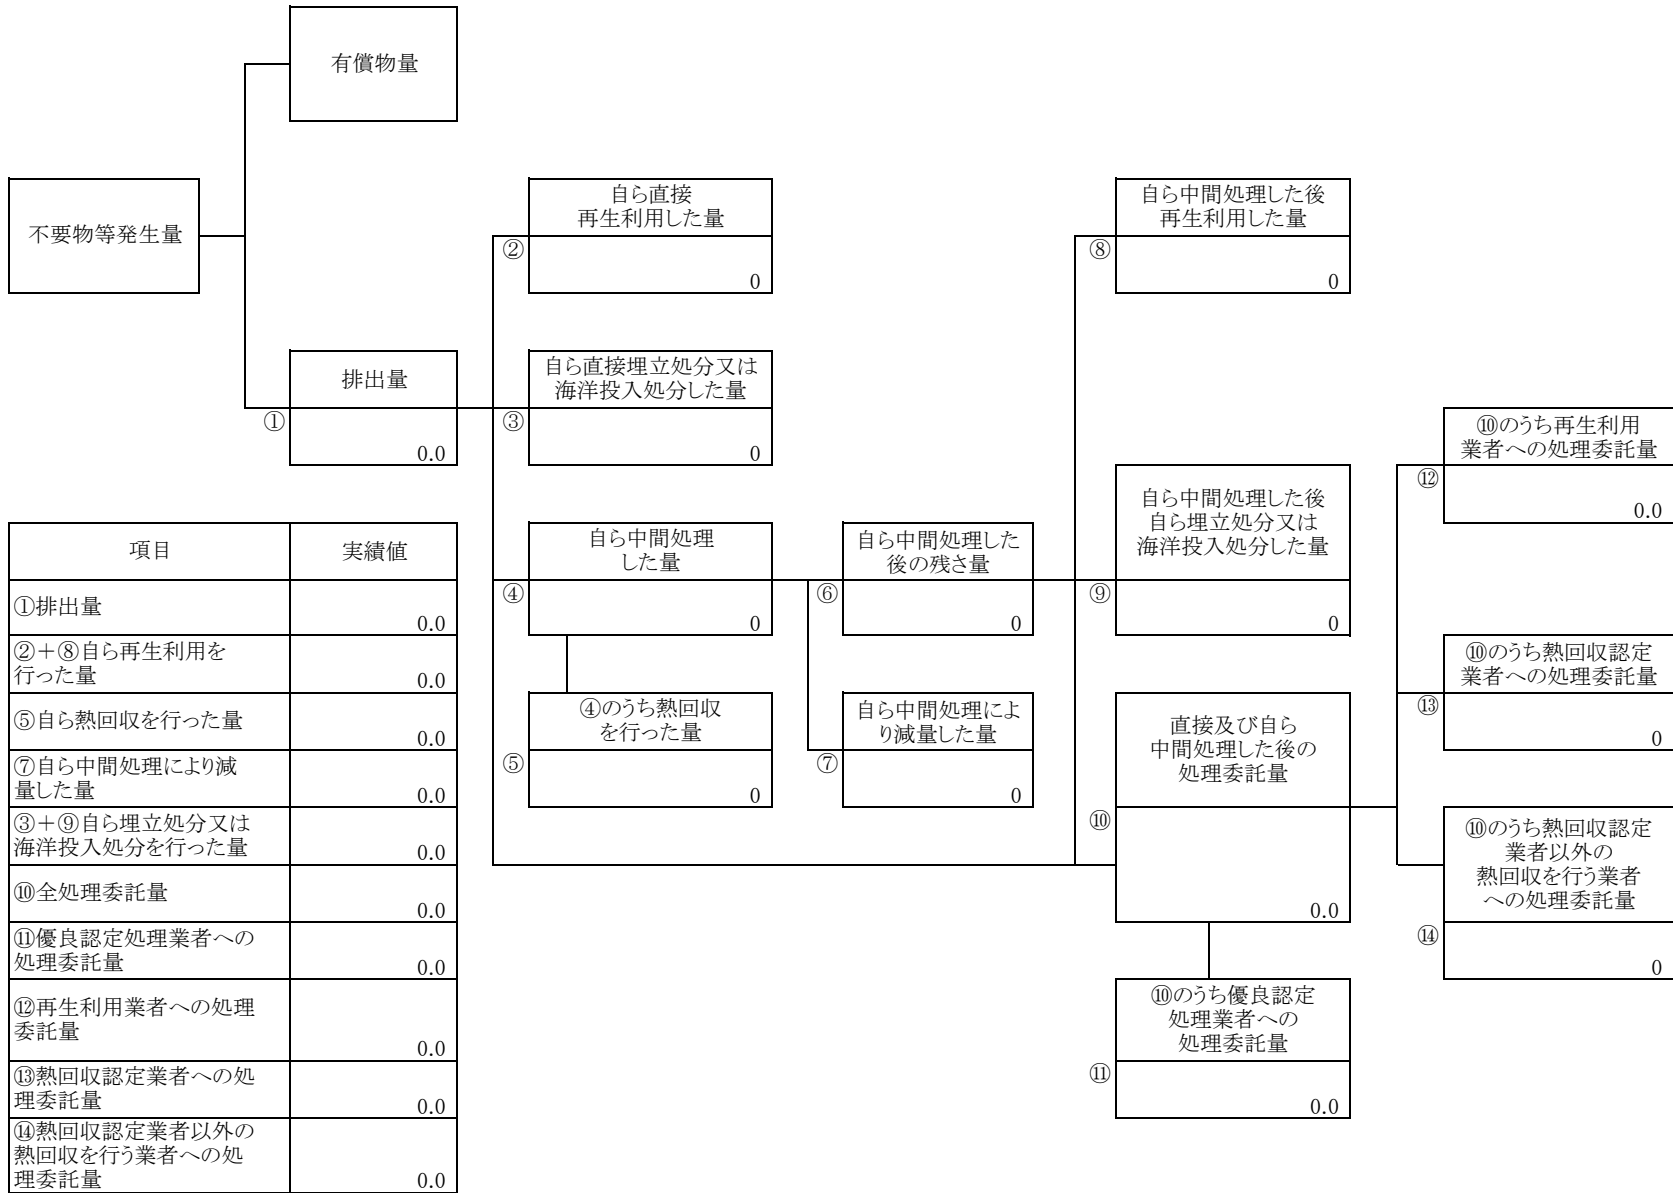 有償物量
不要物等発生量
自ら直接
再生利用した量
②
0
自ら中間処理した後
再生利用した量
⑧
0
排出量
①
0.0
自ら直接埋立処分又は
海洋投入処分した量
③
0
⑩のうち再生利用
業者への処理委託量
⑫
0.0
自ら中間処理
した量
④
0
自ら中間処理した
後の残さ量
⑥
0
自ら中間処理した後
自ら埋立処分又は
海洋投入処分した量
⑨
0
⑩のうち熱回収認定
業者への処理委託量
⑬
0
④のうち熱回収
を行った量
⑤
0
自ら中間処理によ
り減量した量
⑦
0
直接及び自ら
中間処理した後の
処理委託量
⑩
0.0
⑩のうち熱回収認定
業者以外の
熱回収を行う業者
への処理委託量
⑭
0
⑩のうち優良認定
処理業者への
処理委託量
⑪
0.0
項目 実績値
①排出量
0.0
②+⑧自ら再生利用を
行った量
0.0
⑤自ら熱回収を行った量
0.0
⑦自ら中間処理により減
量した量
0.0
③+⑨自ら埋立処分又は
海洋投入処分を行った量
0.0
⑩全処理委託量
0.0
⑪優良認定処理業者への
処理委託量
0.0
⑫再生利用業者への処理
委託量
0.0
⑬熱回収認定業者への処
理委託量
0.0
⑭熱回収認定業者以外の
熱回収を行う業者への処
理委託量
0.0